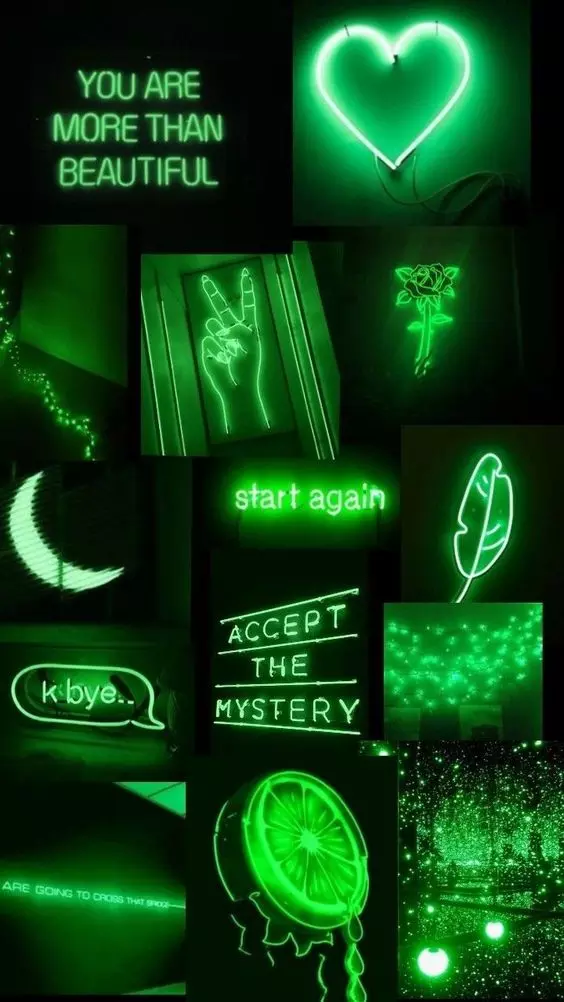 YOU ARE
MORE THAN
BEAUTIFUL
start again
ACCEPT
THE
MYSTERY
k bye..
ARE GOING TO CROSS THAT BRIDGE